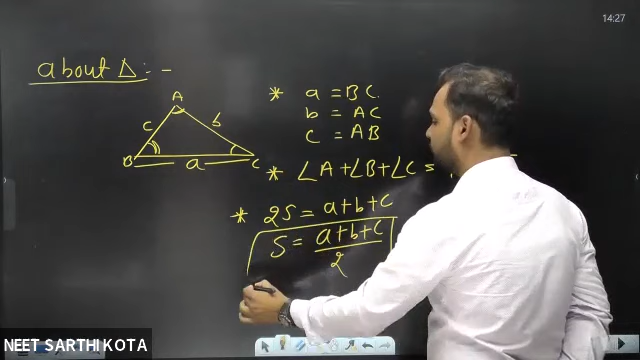 14:27
about Δ:-
A
c
b
B
a
C
* a = BC
b = AC
c = AB
* ∠A+∠B+∠C =
* 2S = a+b+c
S = a+b+c
2
NEET SARTHI KOTA